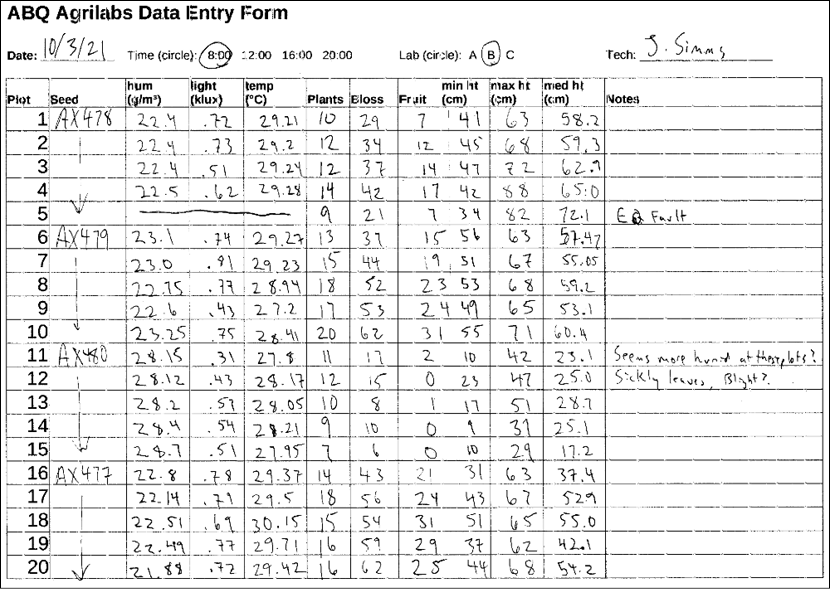 ABQ Agrilabs Data Entry Form
Date: 10/3/21 Time (circle): 8:00 12:00 16:00 20:00 Lab (circle): A B C Tech: J. Simms
Plot Seed hum (g/m³) light (klux) temp (°C) Plants Bloss Fruit min ht (cm) max ht (cm) med ht (cm) Notes
1 AX478 22.4 .72 29.21 10 29 7 41 63 58.2
2 22.4 .73 29.2 12 34 12 45 68 59.3
3 22.4 .51 29.24 12 37 14 47 72 62.9
4 22.5 .62 29.28 14 42 17 42 88 65.0
5 9 21 7 34 82 72.1 EQ Fault
6 AX479 23.1 .74 29.27 13 37 15 56 63 57.47
7 23.0 .81 29.23 15 44 19 51 67 55.05
8 22.75 .77 28.94 18 52 23 53 68 59.2
9 22.6 .43 27.2 17 53 24 49 65 53.1
10 23.25 .75 28.41 20 62 31 55 71 60.4
11 AX480 28.15 .31 27.8 11 17 2 10 42 23.1 Seems more humid at these plots?
12 28.12 .43 28.17 12 15 0 23 47 25.0 Sickly leaves, Blight?
13 28.2 .57 28.05 10 8 1 17 51 28.7
14 28.4 .54 28.21 9 10 0 9 31 25.1
15 28.7 .51 27.95 7 6 0 10 29 17.2
16 AX477 22.8 .78 29.37 14 43 21 31 63 37.4
17 22.14 .71 29.5 18 56 24 43 67 529
18 22.51 .69 30.15 15 54 31 51 65 55.0
19 22.49 .77 29.71 16 59 29 37 62 42.1
20 21.88 .72 29.42 16 62 25 44 68 54.2